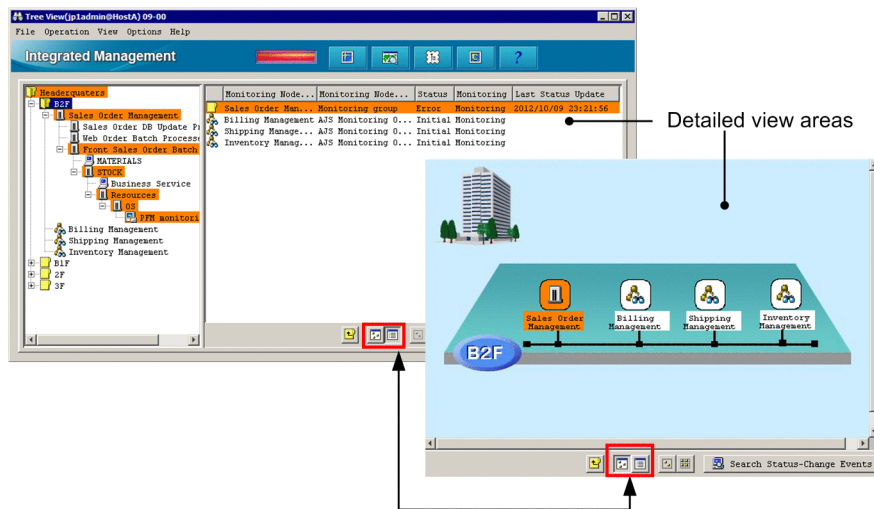 Tree View(jp1admin@HostA) 09-00
File Operation View Options Help
Integrated Management
?
Headerquaters
B2F
Sales Order Management
Sales Order DB Update Pr
Web Order Batch Processe
Front Sales Order Batch
MATERIALS
STOCK
Business Service
Resources
OS
PFM monitori
Billing Management
Shipping Management
Inventory Management
B1F
2F
3F
Monitoring Node... Monitoring Node... Status Monitoring Last Status Update
Sales Order Man... Monitoring group Error Monitoring 2012/10/09 23:21:56
Billing Management AJS Monitoring O... Initial Monitoring
Shipping Manage... AJS Monitoring O... Initial Monitoring
Inventory Manag... AJS Monitoring O... Initial Monitoring
Detailed view areas
Sales Order
Management
Billing
Management
Shipping
Management
Inventory
Management
B2F
Search Status-Change Events